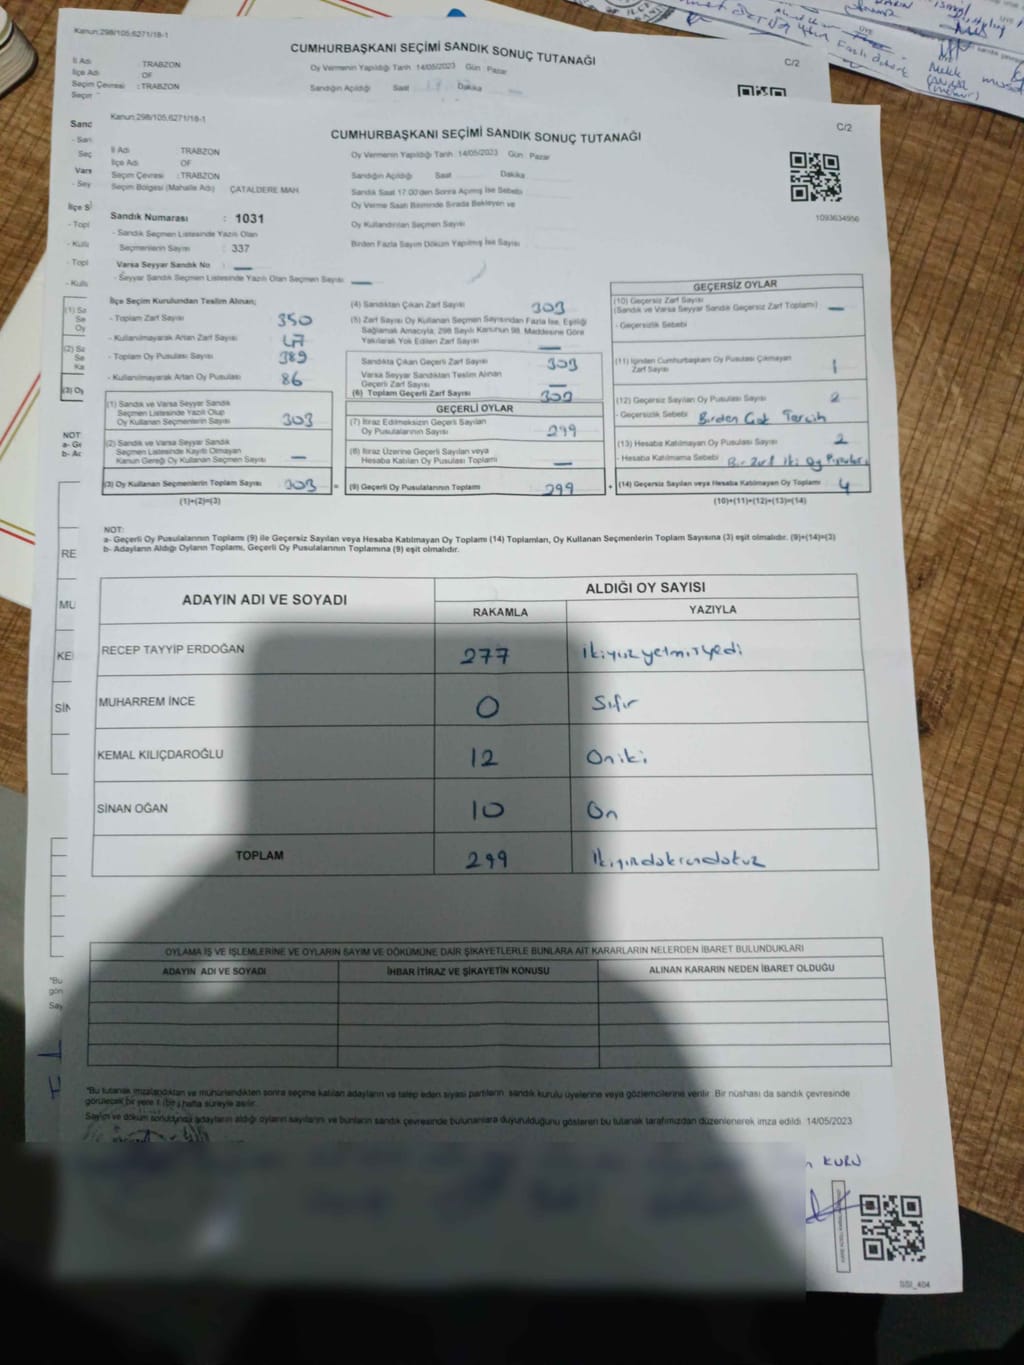 Kanun:298/105,6271/18-1
CUMHURBAŞKANI SEÇİMİ SANDIK SONUÇ TUTANAĞI
C/2
İl Adı : TRABZON
İlçe Adı OF
Seçim Çevresi : TRABZON
Oy Vermenin Yapıldığı Tarih 14/05/2023 Gün : Pazar
Sandığın Açıldığı Saat Dakika
Kanun:298/105,6271/18-1
CUMHURBAŞKANI SEÇİMİ SANDIK SONUÇ TUTANAĞI
C/2
İl Adı : TRABZON
İlçe Adı OF
Seçim Çevresi : TRABZON
Seçim Bölgesi (Mahalle Adı) ÇATALDERE MAH.
Oy Vermenin Yapıldığı Tarih 14/05/2023 Gün : Pazar
Sandığın Açıldığı Saat Dakika
Sandık Saat 17.00'den Sonra Açılmış İse Sebebi
Oy Verme Saati Bitiminde Sırada Bekleyen ve
Oy Kullandırılan Seçmen Sayısı
Birden Fazla Sayım Döküm Yapılmış İse Sayısı
1093634956
Sandık Numarası : 1031
- Sandık Seçmen Listesinde Yazılı Olan
Seçmenlerin Sayısı : 337
Varsa Seyyar Sandık No : —
- Seyyar Sandık Seçmen Listesinde Yazılı Olan Seçmen Sayısı : —
İlçe Seçim Kurulundan Teslim Alınan;
- Toplam Zarf Sayısı 350
- Kullanılmayarak Artan Zarf Sayısı 47
- Toplam Oy Pusulası Sayısı 389
- Kullanılmayarak Artan Oy Pusulası 86
(1) Sandık ve Varsa Seyyar Sandık
Seçmen Listesinde Yazılı Olup
Oy Kullanan Seçmenlerin Sayısı 303
(2) Sandık ve Varsa Seyyar Sandık
Seçmen Listesinde Kayıtlı Olmayan
Kanun Gereği Oy Kullanan Seçmen Sayısı —
(3) Oy Kullanan Seçmenlerin Toplam Sayısı 303
(1)+(2)=(3)
(4) Sandıktan Çıkan Zarf Sayısı 303
(5) Zarf Sayısı Oy Kullanan Seçmen Sayısından Fazla İse, Eşitliği
Sağlamak Amacıyla, 298 Sayılı Kanunun 98. Maddesine Göre
Yakılarak Yok Edilen Zarf Sayısı —
Sandıkta Çıkan Geçerli Zarf Sayısı 303
Varsa Seyyar Sandıktan Teslim Alınan
Geçerli Zarf Sayısı —
(6) Toplam Geçerli Zarf Sayısı 303
GEÇERLİ OYLAR
(7) İtiraz Edilmeksizin Geçerli Sayılan
Oy Pusulalarının Sayısı 299
(8) İtiraz Üzerine Geçerli Sayılan veya
Hesaba Katılan Oy Pusulası Toplamı —
(9) Geçerli Oy Pusulalarının Toplamı 299
GEÇERSİZ OYLAR
(10) Geçersiz Zarf Sayısı
(Sandık ve Varsa Seyyar Sandık Geçersiz Zarf Toplamı) —
- Geçersizlik Sebebi
(11) İçinden Cumhurbaşkanı Oy Pusulası Çıkmayan
Zarf Sayısı 1
(12) Geçersiz Sayılan Oy Pusulası Sayısı 2
- Geçersizlik Sebebi Birden Çok Tercih
(13) Hesaba Katılmayan Oy Pusulası Sayısı 2
- Hesaba Katılmama Sebebi Bir Zarf İki Oy
(14) Geçersiz Sayılan veya Hesaba Katılmayan Oy Toplamı 4
(10)+(11)+(12)+(13)=(14)
NOT:
a- Geçerli Oy Pusulalarının Toplamı (9) ile Geçersiz Sayılan veya Hesaba Katılmayan Oy Toplamı (14) Toplamları, Oy Kullanan Seçmenlerin Toplam Sayısına (3) eşit olmalıdır. (9)+(14)=(3)
b- Adayların Aldığı Oyların Toplamı, Geçerli Oy Pusulalarının Toplamına (9) eşit olmalıdır.
ADAYIN ADI VE SOYADI
ALDIĞI OY SAYISI
RAKAMLA YAZIYLA
RECEP TAYYİP ERDOĞAN 277 ikiyüzyetmişyedi
MUHARREM İNCE 0 Sıfır
KEMAL KILIÇDAROĞLU 12 Oniki
SİNAN OĞAN 10 On
TOPLAM 299
OYLAMA İŞ VE İŞLEMLERİNE VE OYLARIN SAYIM VE DÖKÜMÜNE DAİR ŞİKAYETLERLE BUNLARA AİT KARARLARIN NELERDEN İBARET BULUNDUKLARI
ADAYIN ADI VE SOYADI İHBAR İTİRAZ VE ŞİKAYETİN KONUSU ALINAN KARARIN NEDEN İBARET OLDUĞU
*Bu tutanak imzalandıktan ve mühürlendikten sonra seçime katılan adayların ve talep eden siyasi partilerin sandık kurulu üyelerine veya gözlemcilerine verilir. Bir nüshası da sandık çevresinde
görülecek bir yere 1 (bir) hafta süreyle asılır.
Sayım ve döküm sonucunda adayların aldığı oyların sayılarını ve bunların sandık çevresinde bulunanlara duyurulduğunu gösteren bu tutanak tarafımızdan düzenlenerek imza edildi. 14/05/2023
KURU
SSI_404